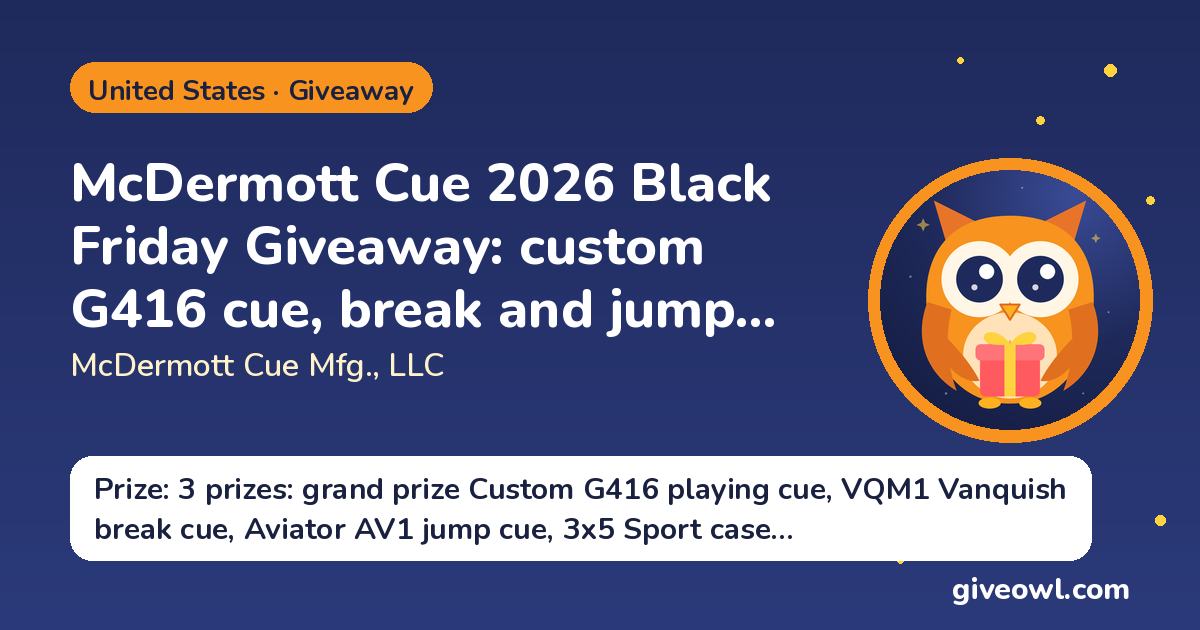 United States · Giveaway
McDermott Cue 2026 Black
Friday Giveaway: custom
G416 cue, break and jump...
McDermott Cue Mfg., LLC
Prize: 3 prizes: grand prize Custom G416 playing cue, VQM1 Vanquish
break cue, Aviator AV1 jump cue, 3x5 Sport case...
giveowl.com